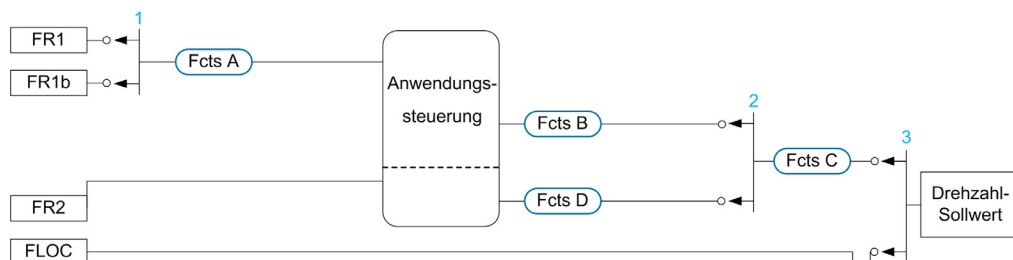 1
FR1
Fcts A
FR1b
Anwendungs-
steuerung
2
Fcts B
3
Fcts C
Drehzahl-
Sollwert
Fcts D
FR2
FLOC